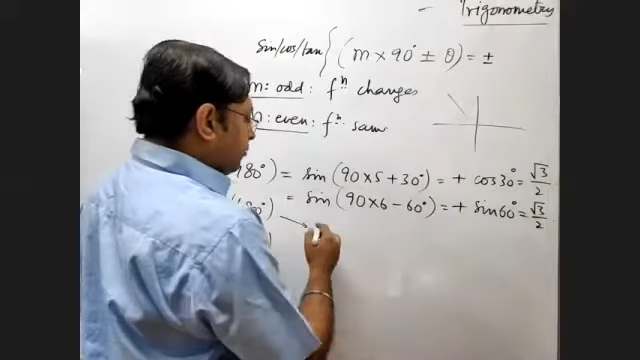 – Trigonometry
Sin/cos/tan { (m × 90° ± θ) = ±
m: odd: fⁿ changes
: even: fⁿ. same
480°) = sin (90×5+30°) = + cos30° = √3/2
= sin (90×6−60°) = + sin60° = √3/2